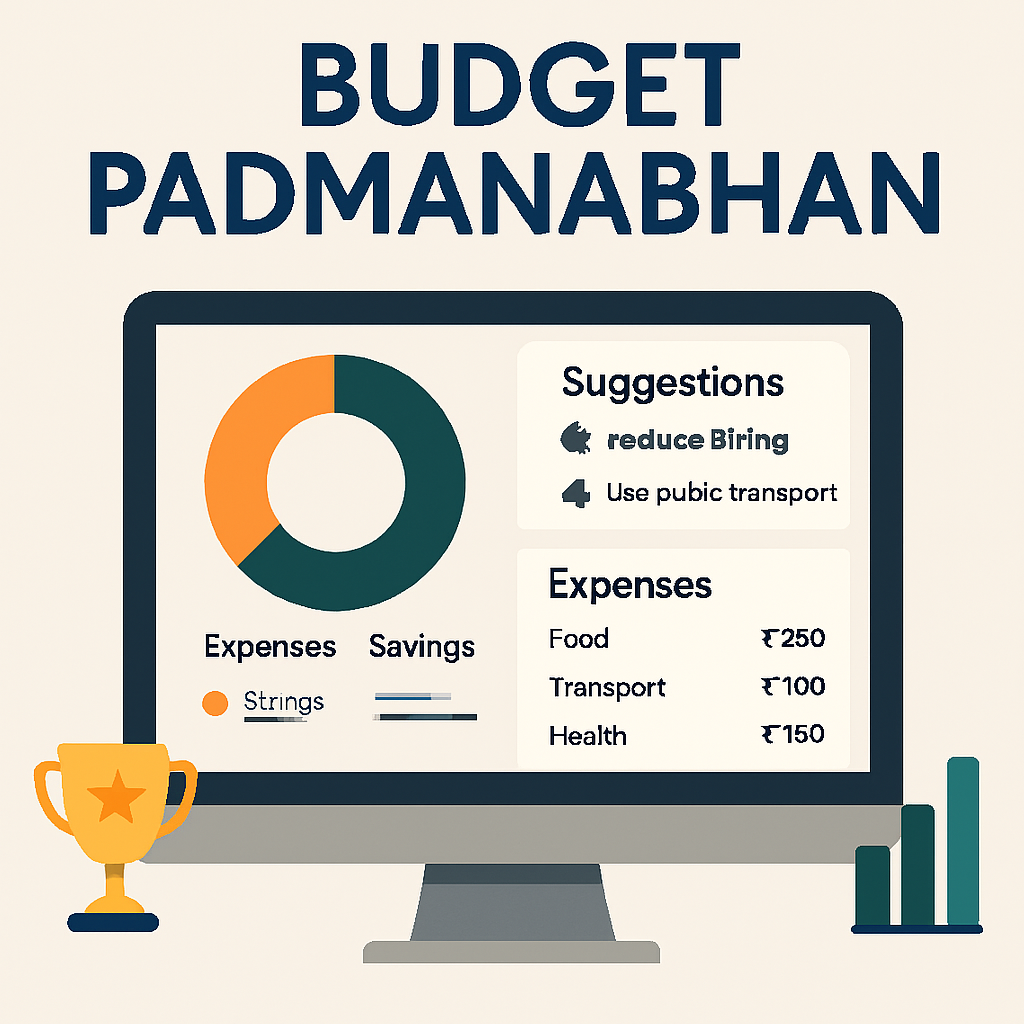 BUDGET
PADMANABHAN
Suggestions
reduce Biring
Use pubic transport
Expenses Savings
Strings
Expenses
Food ₹250
Transport ₹100
Health ₹150